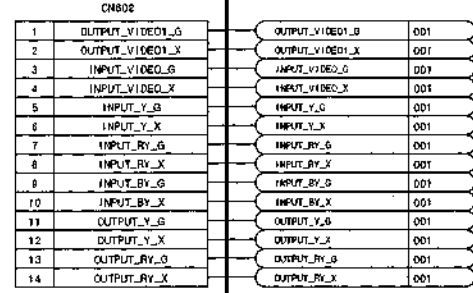 CN602
1 OUTPUT_VIDEO1_G OUTPUT_VIDEO1_G 001
2 OUTPUT_VIDEO1_X OUTPUT_VIDEO1_X 001
3 INPUT_VIDEO_G INPUT_VIDEO_G 001
4 INPUT_VIDEO_X INPUT_VIDEO_X 001
5 INPUT_Y_G INPUT_Y_G 001
6 INPUT_Y_X INPUT_Y_X 001
7 INPUT_RY_G INPUT_RY_G 001
8 INPUT_RY_X INPUT_RY_X 001
9 INPUT_BY_G INPUT_BY_G 001
10 INPUT_BY_X INPUT_BY_X 001
11 OUTPUT_Y_G OUTPUT_Y_G 001
12 OUTPUT_Y_X OUTPUT_Y_X 001
13 OUTPUT_RY_G OUTPUT_RY_G 001
14 OUTPUT_RY_X OUTPUT_RY_X 001